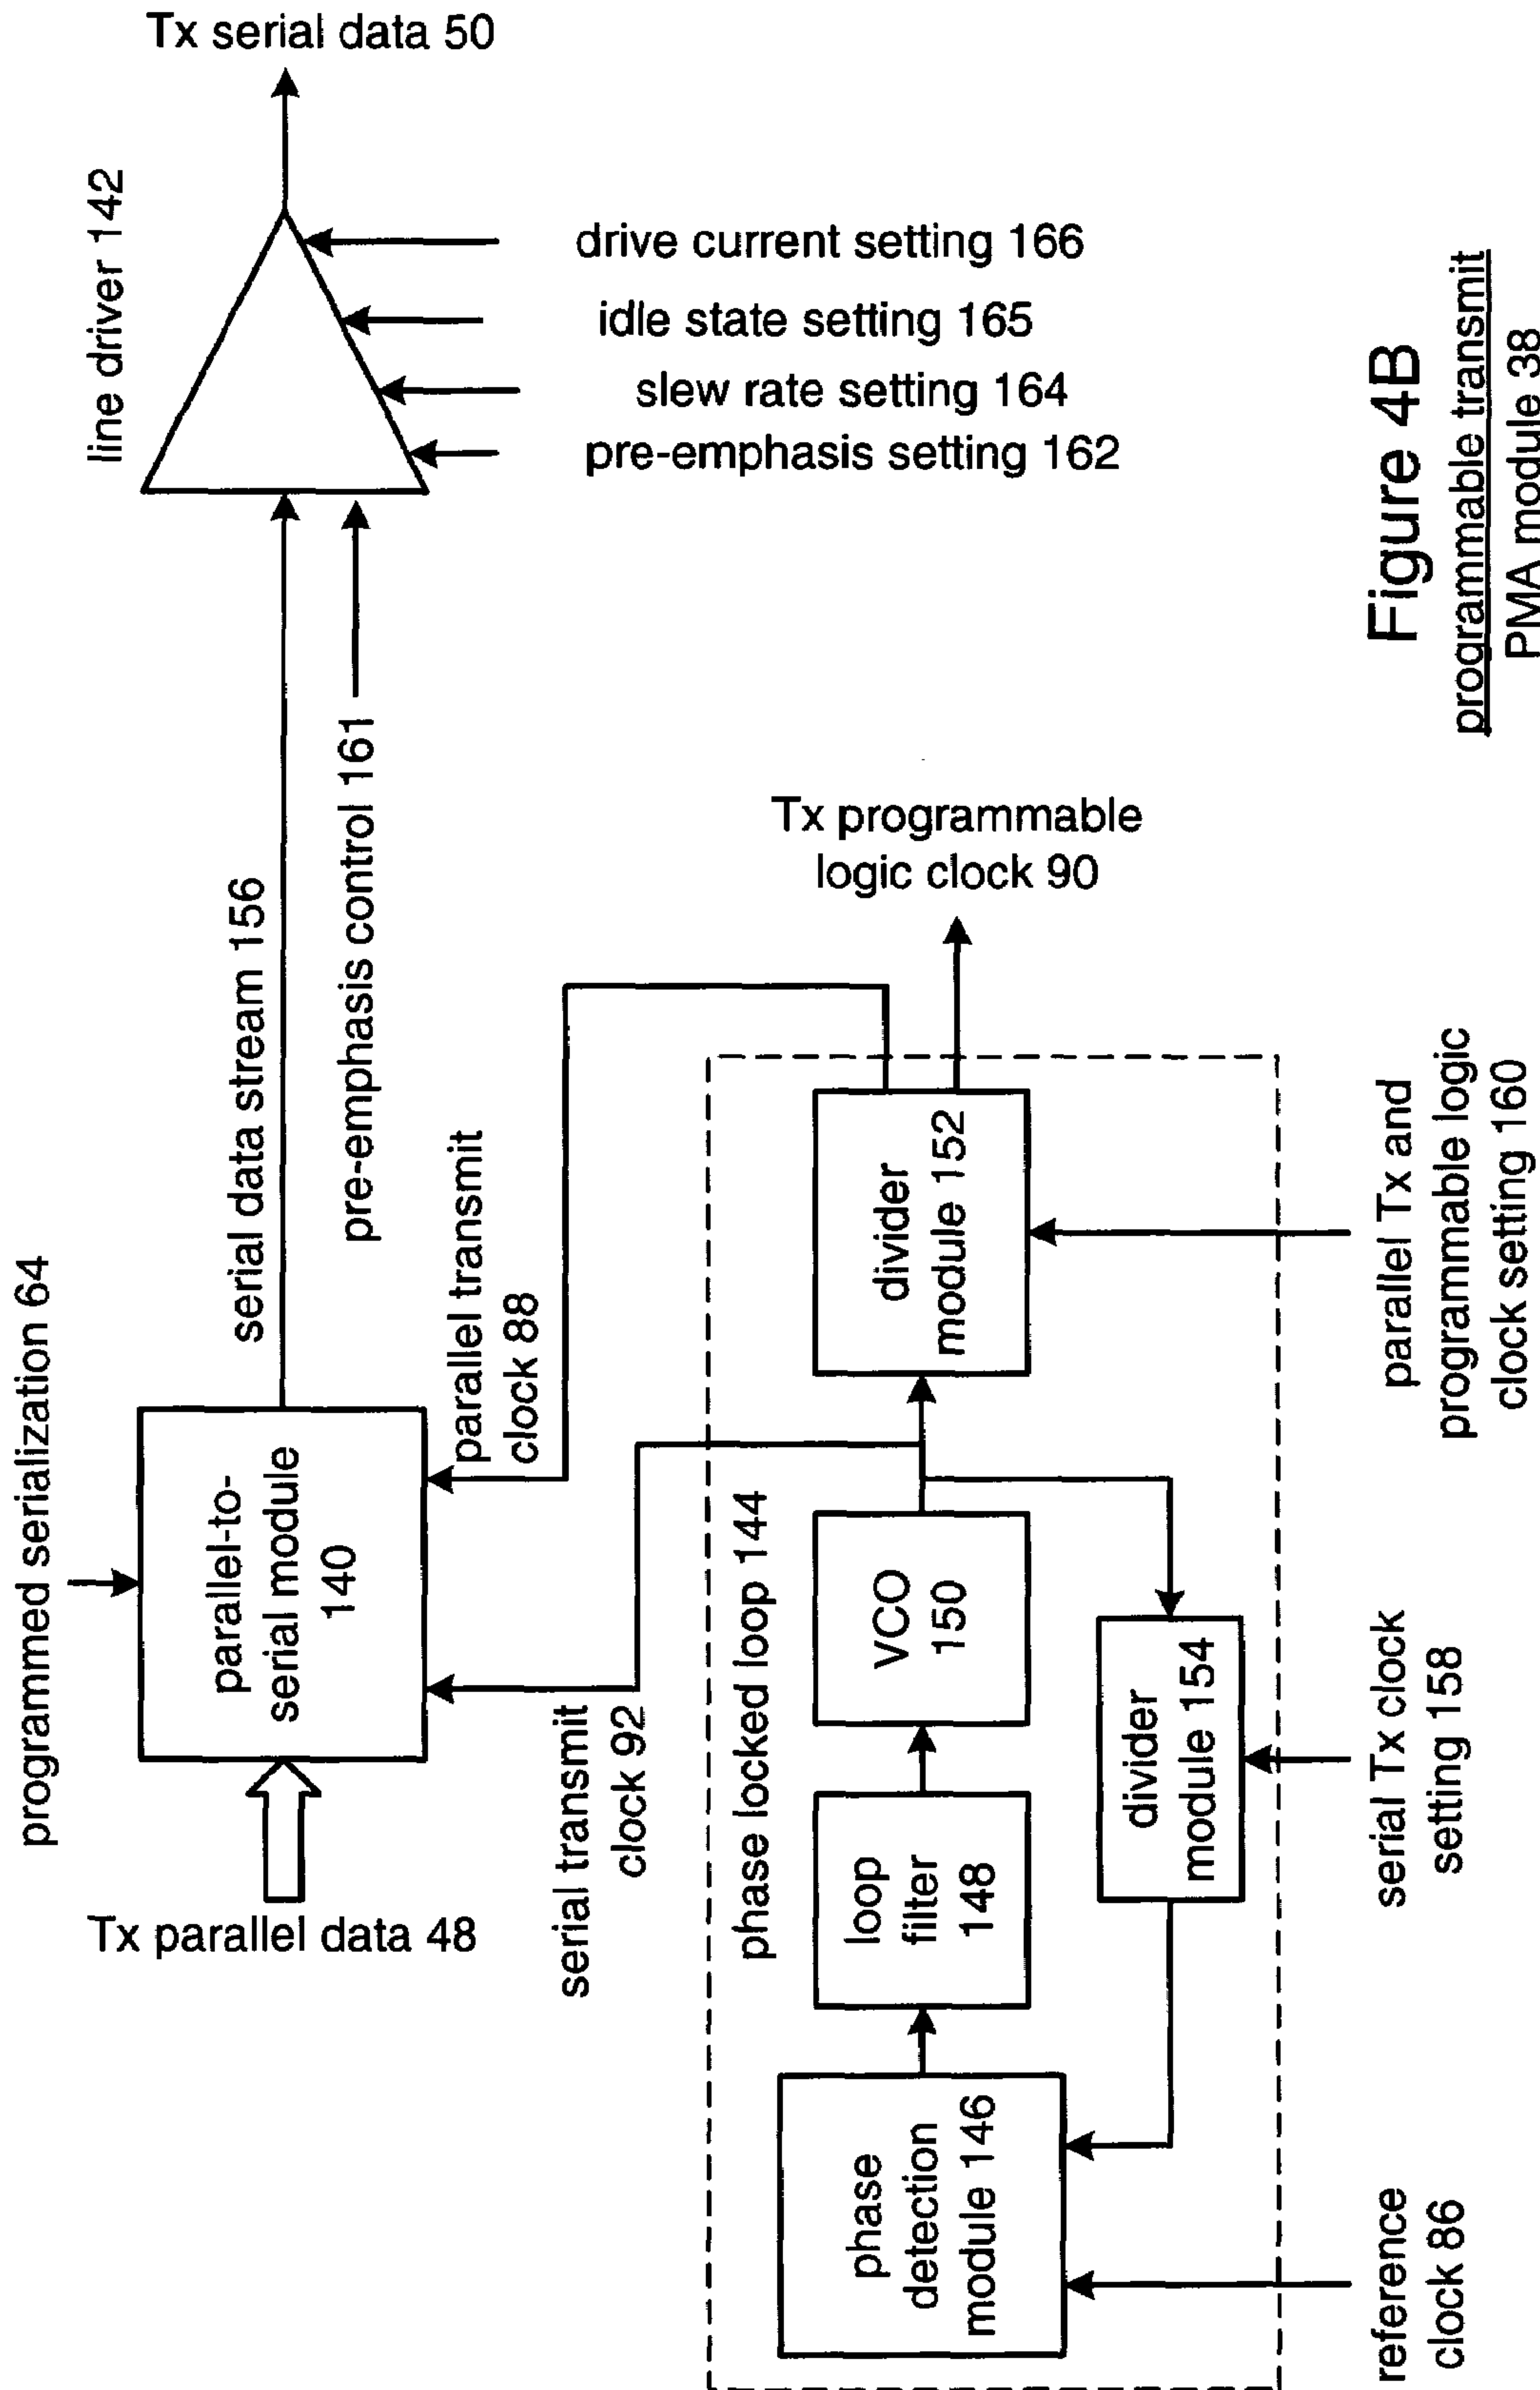 programmed serialization 64
Tx parallel data 48
parallel-to-
serial module
140
serial data stream 156
pre-emphasis control 161
line driver 142
Tx serial data 50
drive current setting 166
idle state setting 165
slew rate setting 164
pre-emphasis setting 162
serial transmit
clock 92
parallel transmit
clock 88
phase locked loop 144
phase
detection
module 146
loop
filter
148
VCO
150
divider
module 152
divider
module 154
Tx programmable
logic clock 90
reference
clock 86
serial Tx clock
setting 158
parallel Tx and
programmable logic
clock setting 160
Figure 4B
programmable transmit
PMA module 38